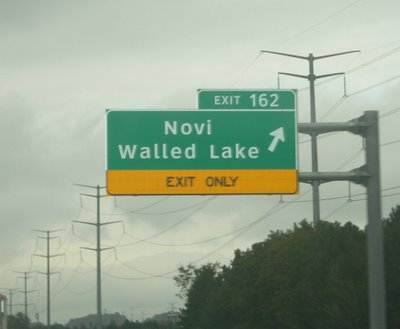 EXIT 162
Novi
Walled Lake
EXIT ONLY